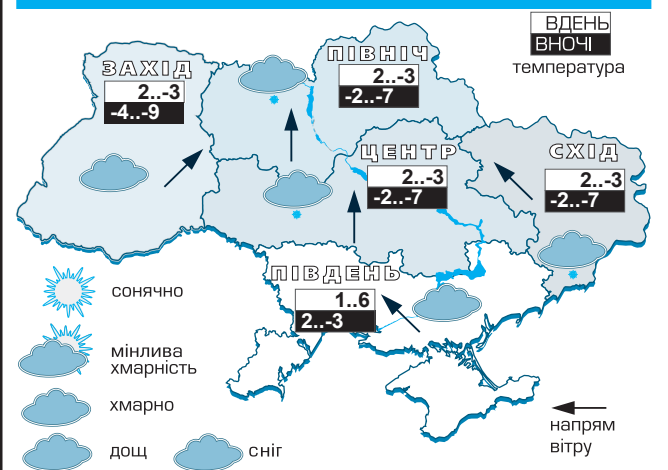 ВДЕНЬ
ВНОЧІ
температура
ПІВНІЧ
2..-3
-2..-7
ЗАХІД
2..-3
-4..-9
ЦЕНТР
2..-3
-2..-7
СХІД
2..-3
-2..-7
ПІВДЕНЬ
1..6
2..-3
сонячно
мінлива
хмарність
хмарно
дощ
сніг
напрям
вітру